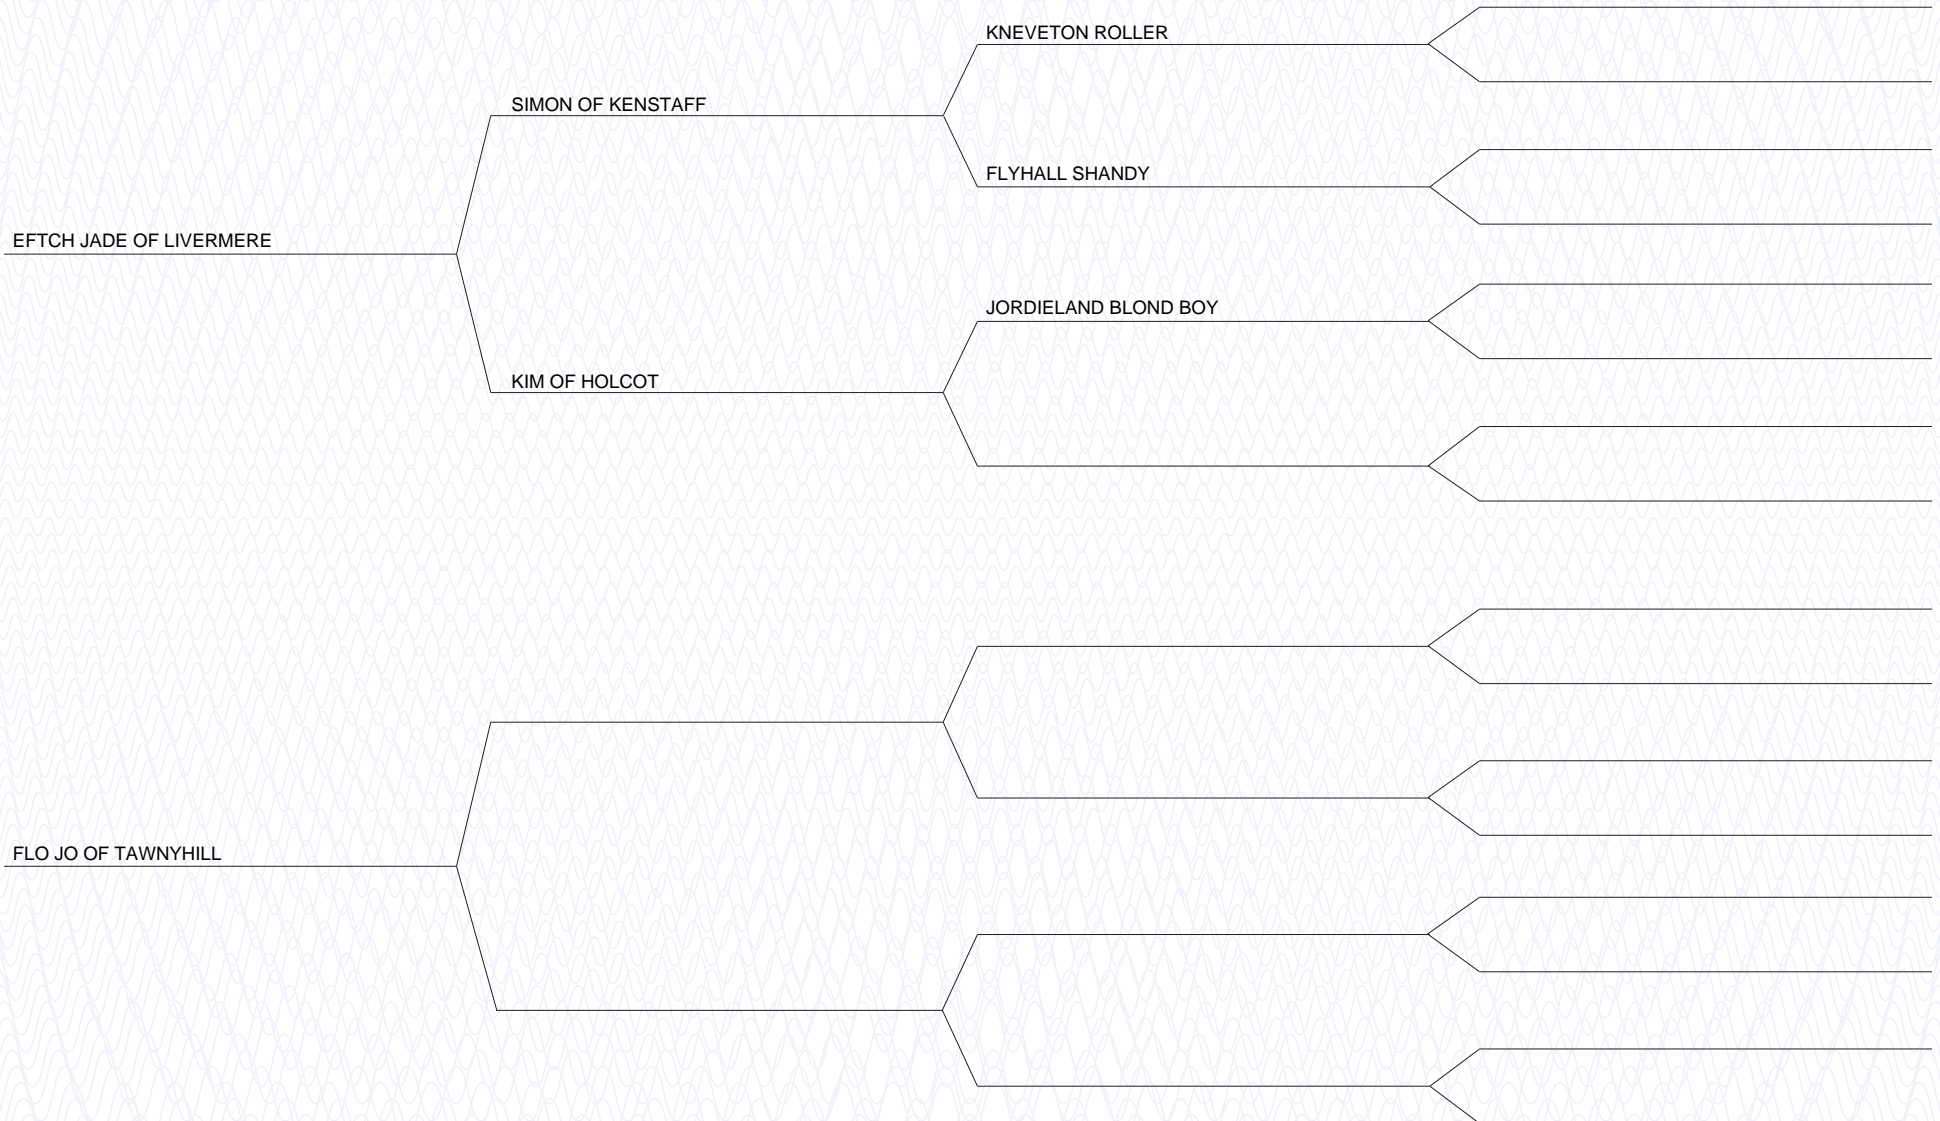 KNEVETON ROLLER
SIMON OF KENSTAFF
FLYHALL SHANDY
EFTCH JADE OF LIVERMERE
JORDIELAND BLOND BOY
KIM OF HOLCOT
FLO JO OF TAWNYHILL